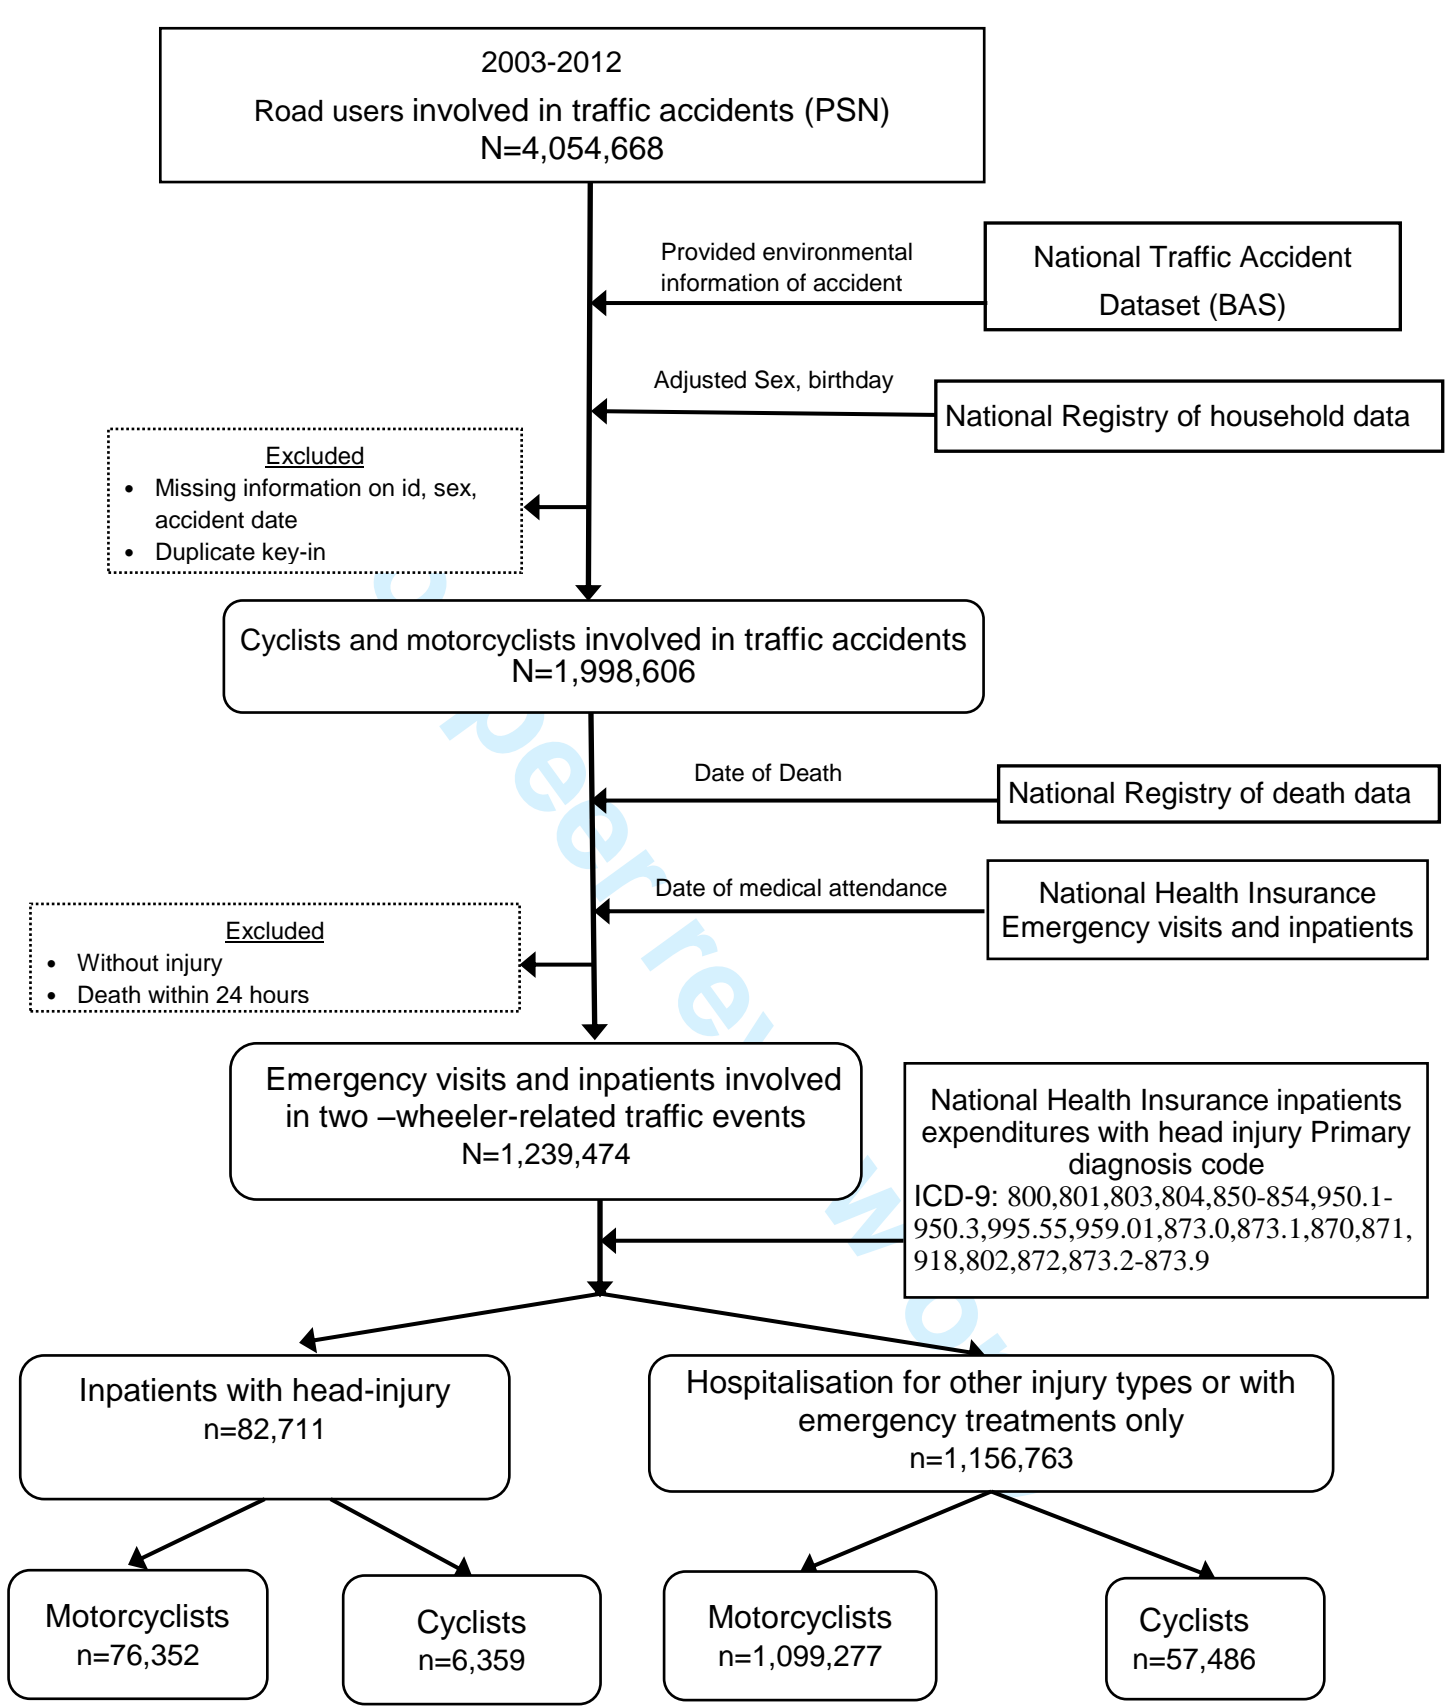 2003-2012
Road users involved in traffic accidents (PSN)
N=4,054,668
Provided environmental
information of accident
National Traffic Accident
Dataset (BAS)
Adjusted Sex, birthday
National Registry of household data
Excluded
• Missing information on id, sex,
accident date
• Duplicate key-in
Cyclists and motorcyclists involved in traffic accidents
N=1,998,606
Date of Death
National Registry of death data
Date of medical attendance
National Health Insurance
Emergency visits and inpatients
Excluded
• Without injury
• Death within 24 hours
Emergency visits and inpatients involved
in two –wheeler-related traffic events
N=1,239,474
National Health Insurance inpatients
expenditures with head injury Primary
diagnosis code
ICD-9: 800,801,803,804,850-854,950.1-
950.3,995.55,959.01,873.0,873.1,870,871,
918,802,872,873.2-873.9
Inpatients with head-injury
n=82,711
Hospitalisation for other injury types or with
emergency treatments only
n=1,156,763
Motorcyclists
n=76,352
Cyclists
n=6,359
Motorcyclists
n=1,099,277
Cyclists
n=57,486
peer